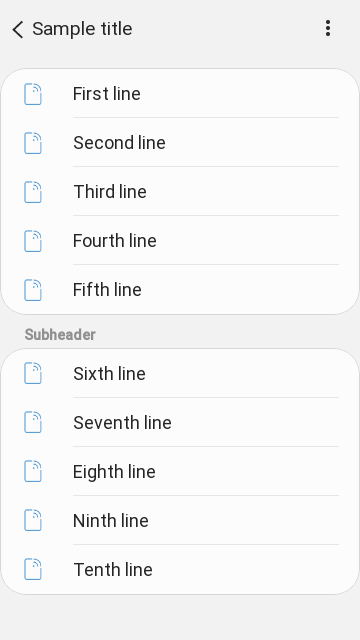 Sample title
First line
Second line
Third line
Fourth line
Fifth line
Subheader
Sixth line
Seventh line
Eighth line
Ninth line
Tenth line